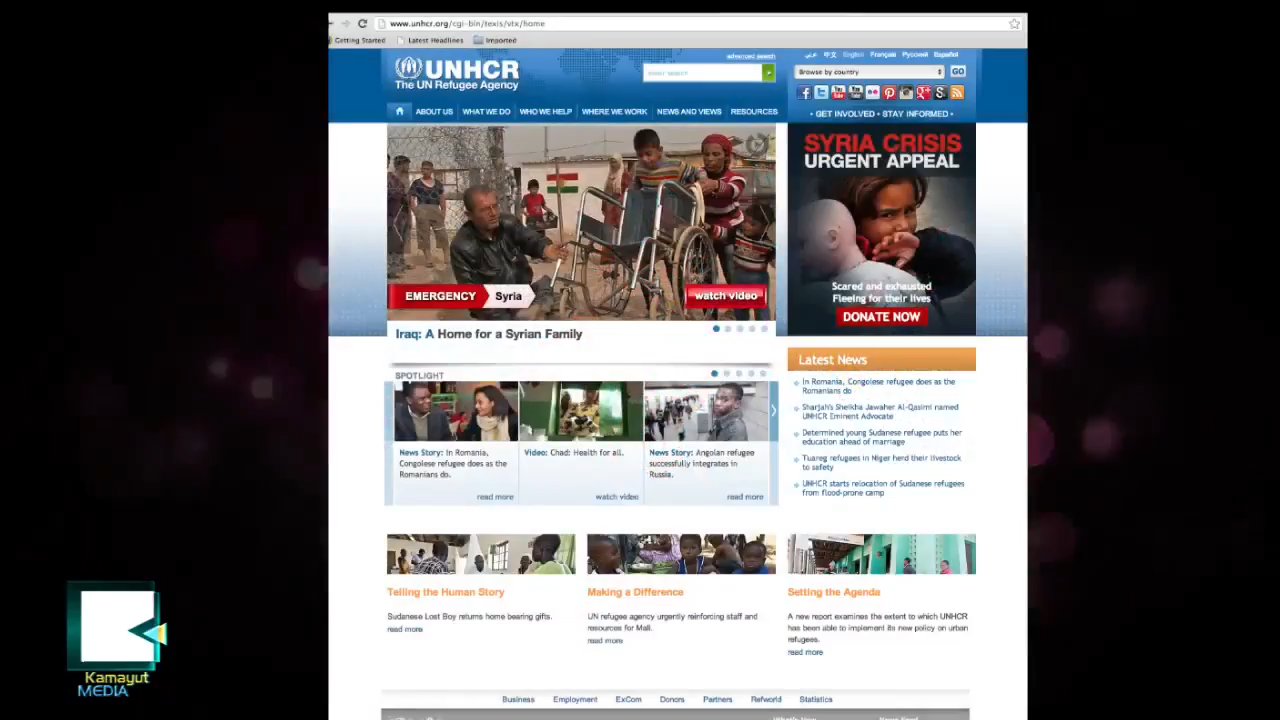 www.unhcr.org/cgi-bin/texis/vtx/home
Getting Started
Latest Headlines
Imported
UNHCR
The UN Refugee Agency
advanced search
عربي
中文
English
Français
Русский
Español
Browse by country
GO
ABOUT US
WHAT WE DO
WHO WE HELP
WHERE WE WORK
NEWS AND VIEWS
RESOURCES
• GET INVOLVED • STAY INFORMED •
EMERGENCY
Syria
watch video
Iraq: A Home for a Syrian Family
SYRIA CRISIS
URGENT APPEAL
Scared and exhausted
Fleeing for their lives
DONATE NOW
SPOTLIGHT
News Story: In Romania,
Congolese refugee does as the
Romanians do.
read more
Video: Chad: Health for all.
watch video
News Story: Angolan refugee
successfully integrates in
Russia.
read more
Latest News
In Romania, Congolese refugee does as the
Romanians do
Sharjah's Sheikha Jawaher Al-Qasimi named
UNHCR Eminent Advocate
Determined young Sudanese refugee puts her
education ahead of marriage
Tuareg refugees in Niger herd their livestock
to safety
UNHCR starts relocation of Sudanese refugees
from flood-prone camp
Telling the Human Story
Sudanese Lost Boy returns home bearing gifts.
read more
Making a Difference
UN refugee agency urgently reinforcing staff and
resources for Mali.
read more
Setting the Agenda
A new report examines the extent to which UNHCR
has been able to implement its new policy on urban
refugees.
read more
Business
Employment
ExCom
Donors
Partners
Refworld
Statistics
Kamayut
MEDIA